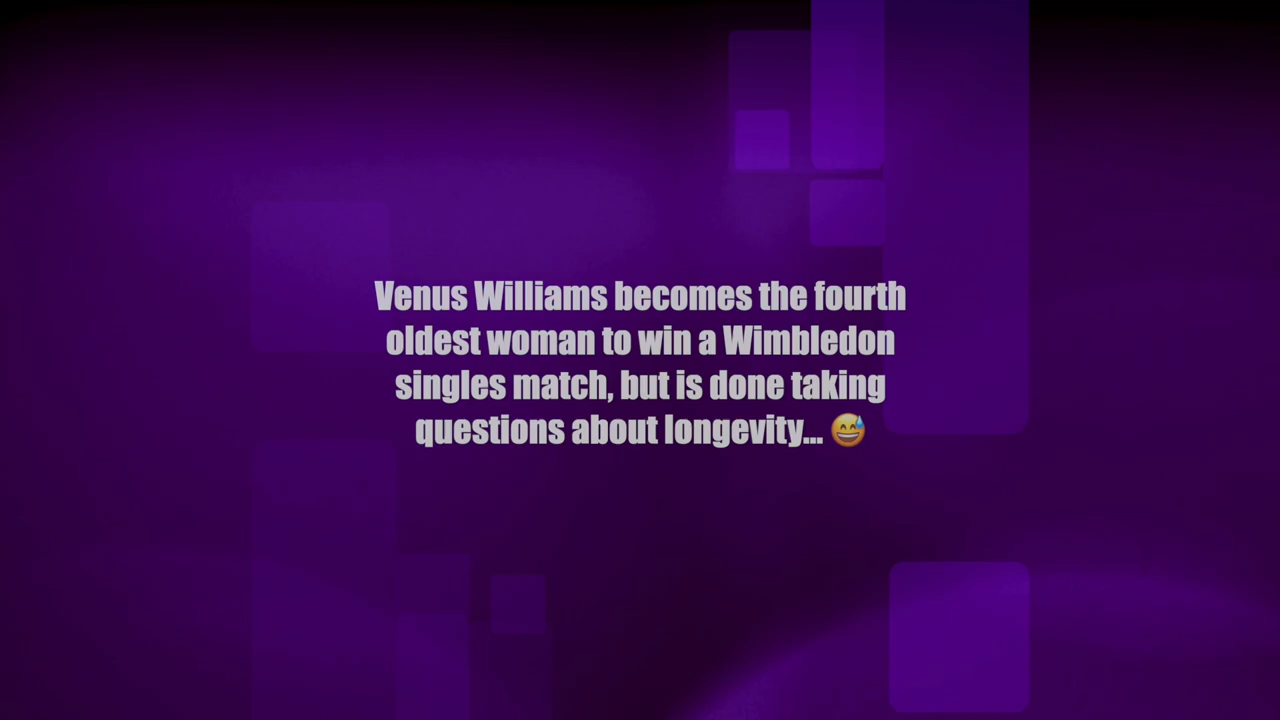 Venus Williams becomes the fourth
oldest woman to win a Wimbledon
singles match, but is done taking
questions about longevity... 😅